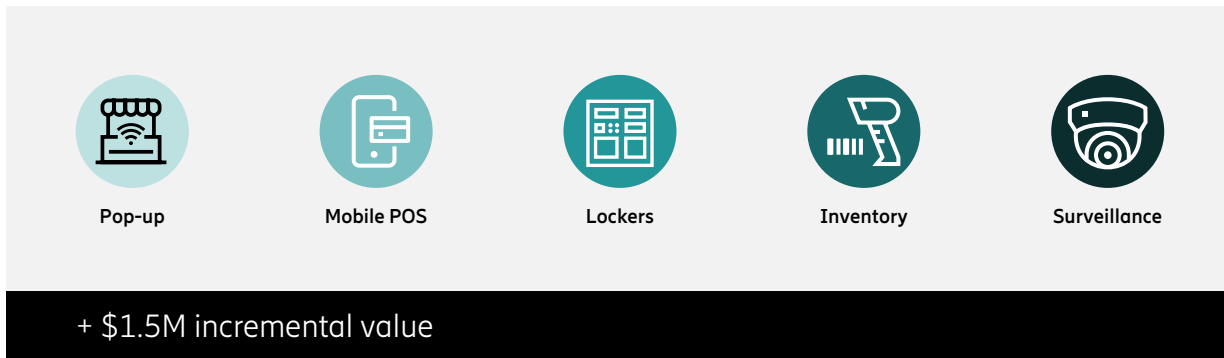 Pop-up
Mobile POS
Lockers
Inventory
Surveillance
+ $1.5M incremental value